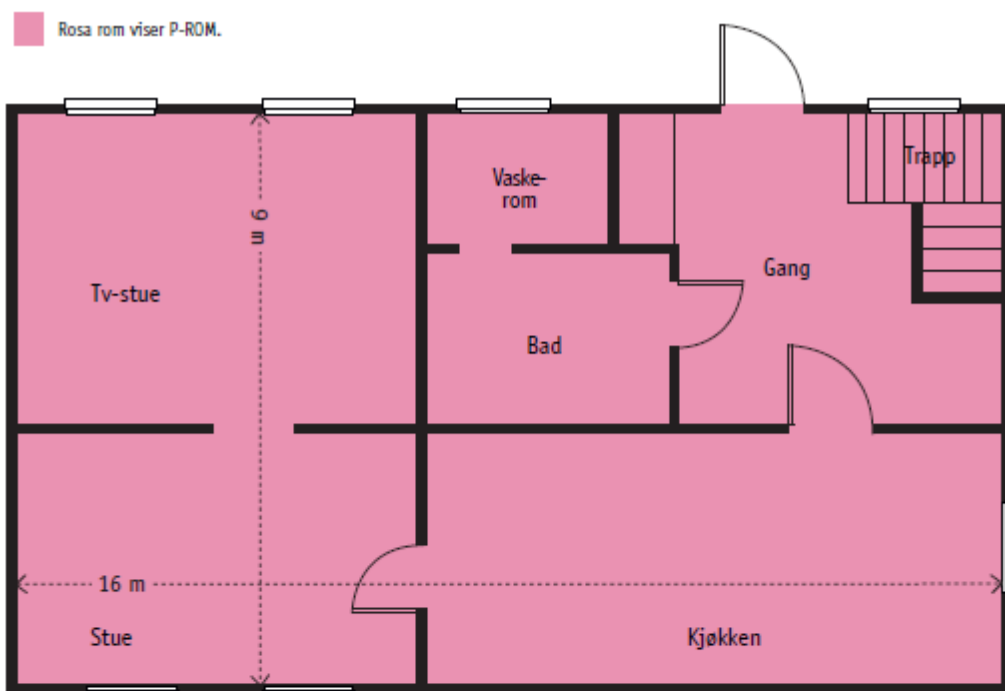 Rosa rom viser P-ROM.
Trapp
Vaske-
rom
9 m
Gang
Tv-stue
Bad
16 m
Stue
Kjøkken